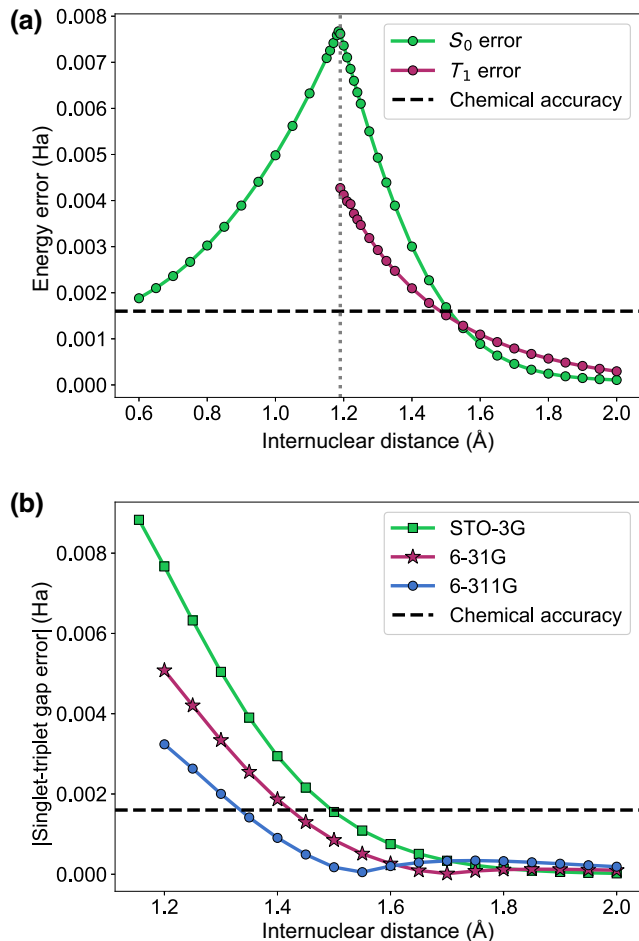 (a)
0.008
0.007
0.006
0.005
0.004
0.003
0.002
0.001
0.000
Energy error (Ha)
S₀ error
T₁ error
Chemical accuracy
0.6 0.8 1.0 1.2 1.4 1.6 1.8 2.0
Internuclear distance (Å)
(b)
0.008
0.006
0.004
0.002
0.000
|Singlet-triplet gap error| (Ha)
STO-3G
6-31G
6-311G
Chemical accuracy
1.2 1.4 1.6 1.8 2.0
Internuclear distance (Å)